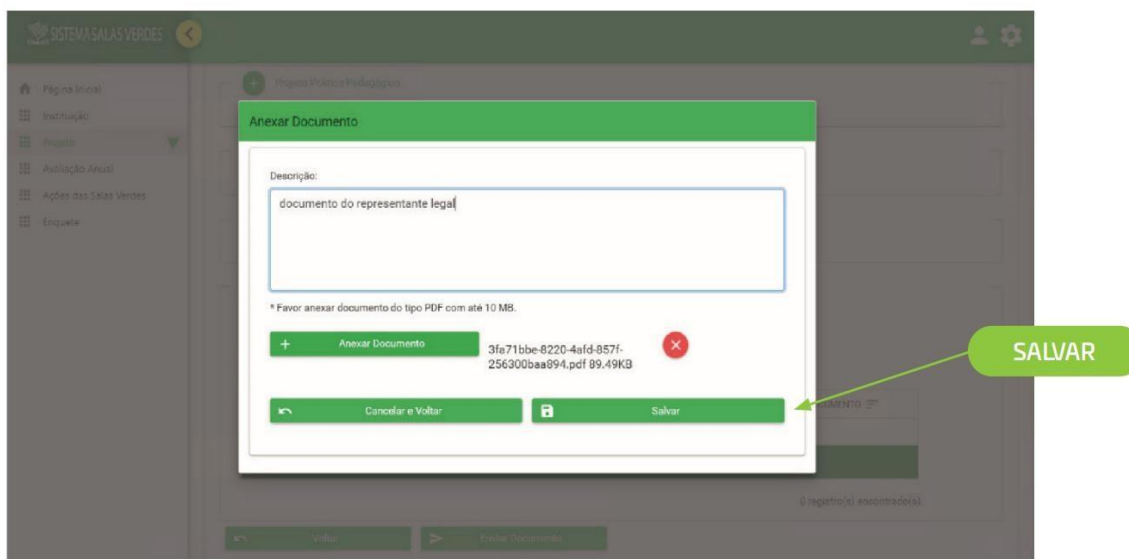 SISTEMA SALAS VERDES
Página Inicial
Instituição
Projeto
Avaliação Anual
Ações das Salas Verdes
Enquete
Projeto Político Pedagógico
Anexar Documento
Descrição:
documento do representante legal
* Favor anexar documento do tipo PDF com até 10 MB.
+ Anexar Documento
3fa71bbe-8220-4afd-857f-
256300baa894.pdf 89.49KB
Cancelar e Voltar
Salvar
SALVAR
0 registro(s) encontrado(s).
Voltar
Enviar Documento